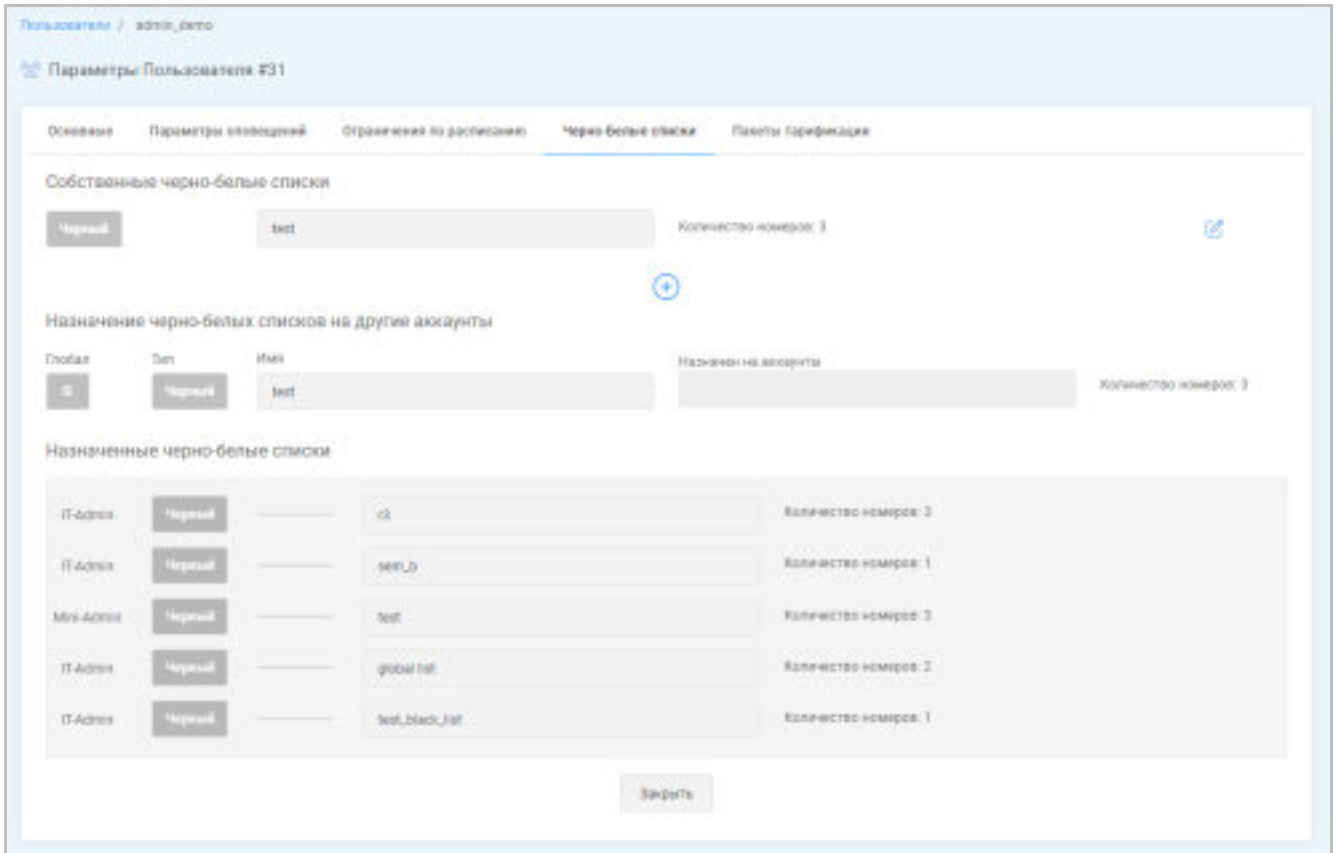 Пользователи / admin_demo
Параметры Пользователя #31
Основные Параметры оповещений Ограничения по расписанию Черно-белые списки Пакеты тарификации
Собственные черно-белые списки
Черный test Количество номеров: 3
Назначение черно-белых списков на другие аккаунты
Глобал Тип Имя Назначен на аккаунты
Черный test Количество номеров: 3
Назначенные черно-белые списки
IT-Admin Черный Количество номеров: 3
IT-Admin Черный sem_b Количество номеров: 1
Mini-Admin Черный test Количество номеров: 3
IT-Admin Черный global list Количество номеров: 2
IT-Admin Черный test_black_list Количество номеров: 1
Закрыть